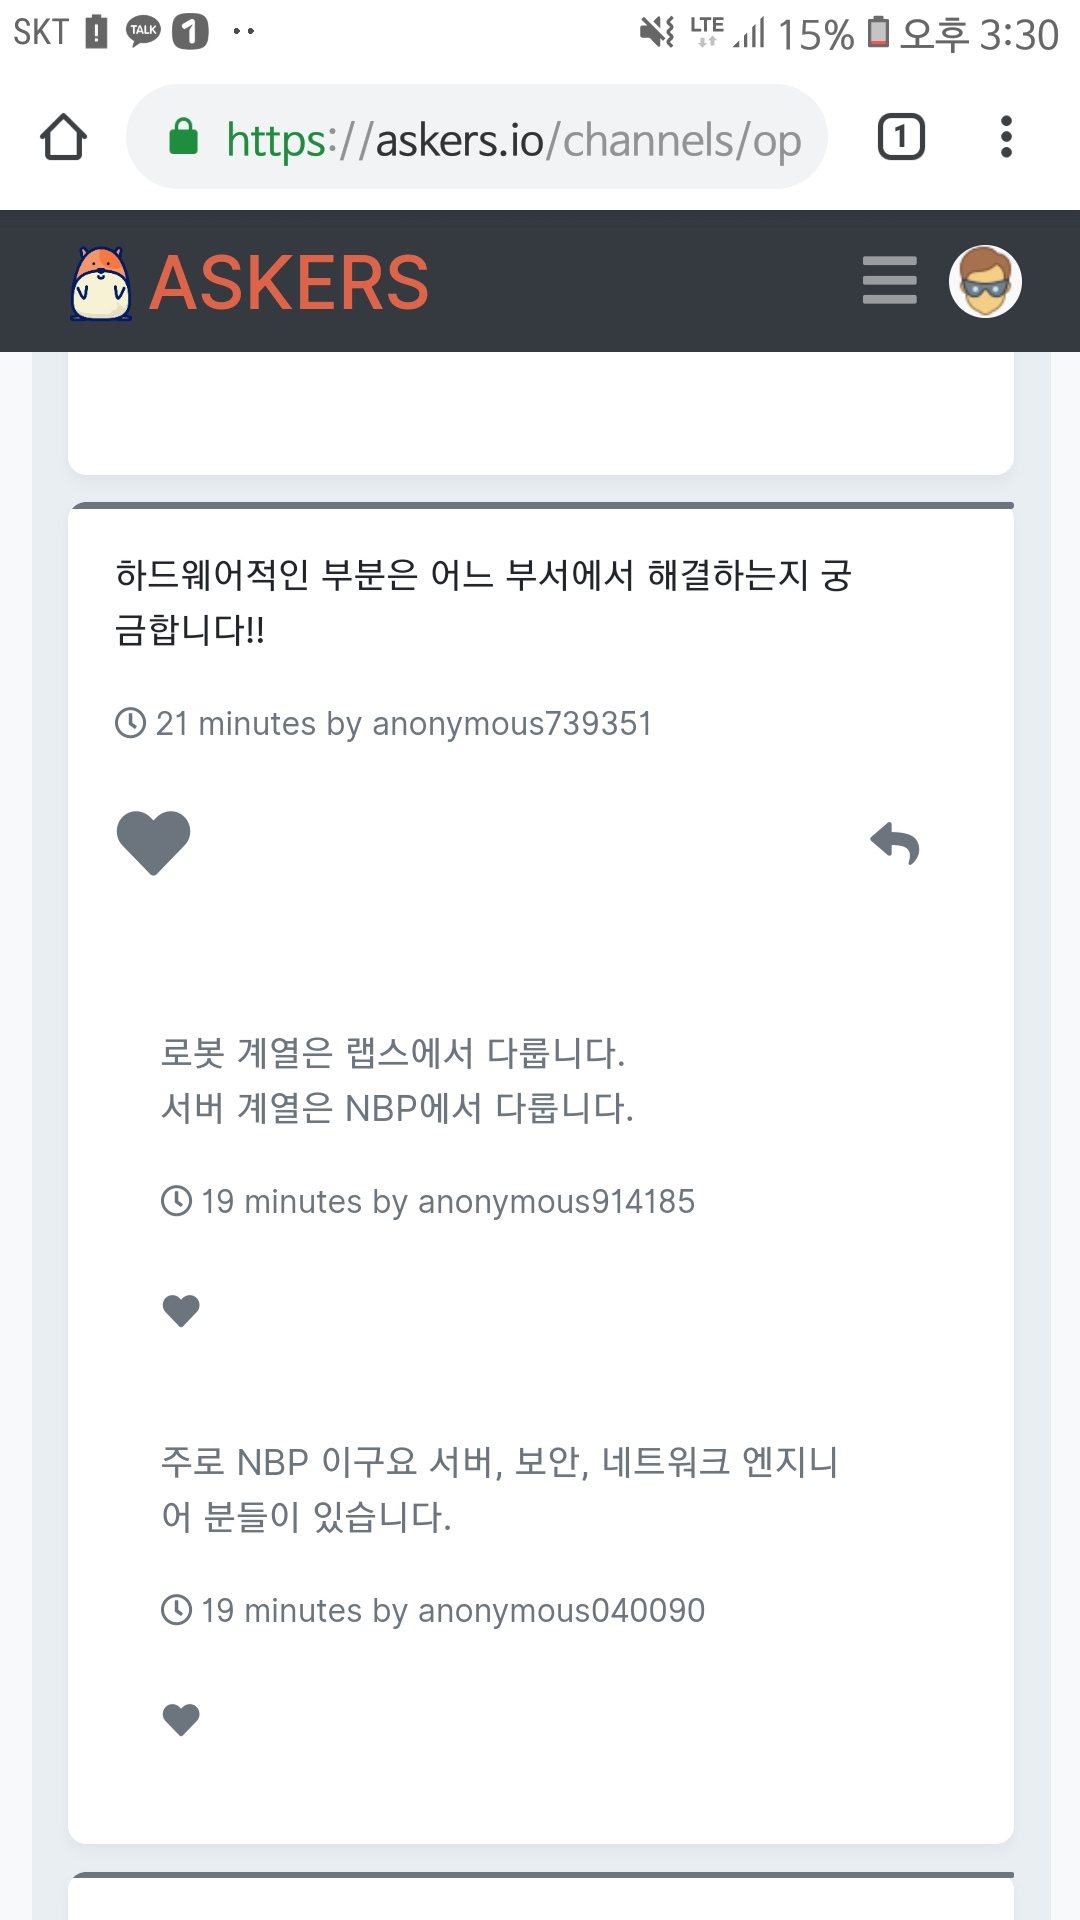 SKT TALK 1 LTE 15% 오후 3:30
https://askers.io/channels/op 1
ASKERS
하드웨어적인 부분은 어느 부서에서 해결하는지 궁
금합니다!!
21 minutes by anonymous739351
로봇 계열은 랩스에서 다룹니다.
서버 계열은 NBP에서 다룹니다.
19 minutes by anonymous914185
주로 NBP 이구요 서버, 보안, 네트워크 엔지니
어 분들이 있습니다.
19 minutes by anonymous040090